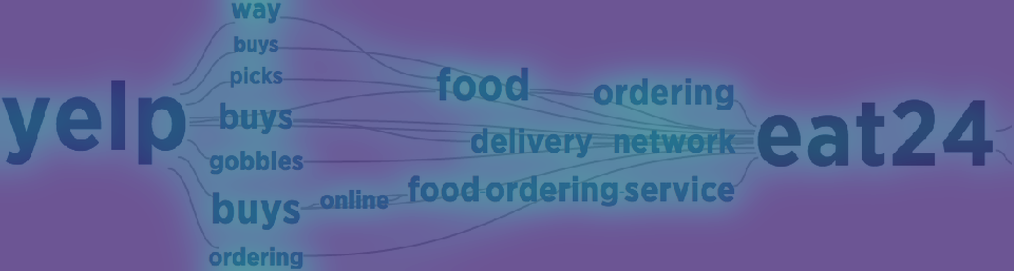 way
buys
picks
food
ordering
yelp
buys
eat24
delivery network
gobbles
online food ordering service
buys
ordering